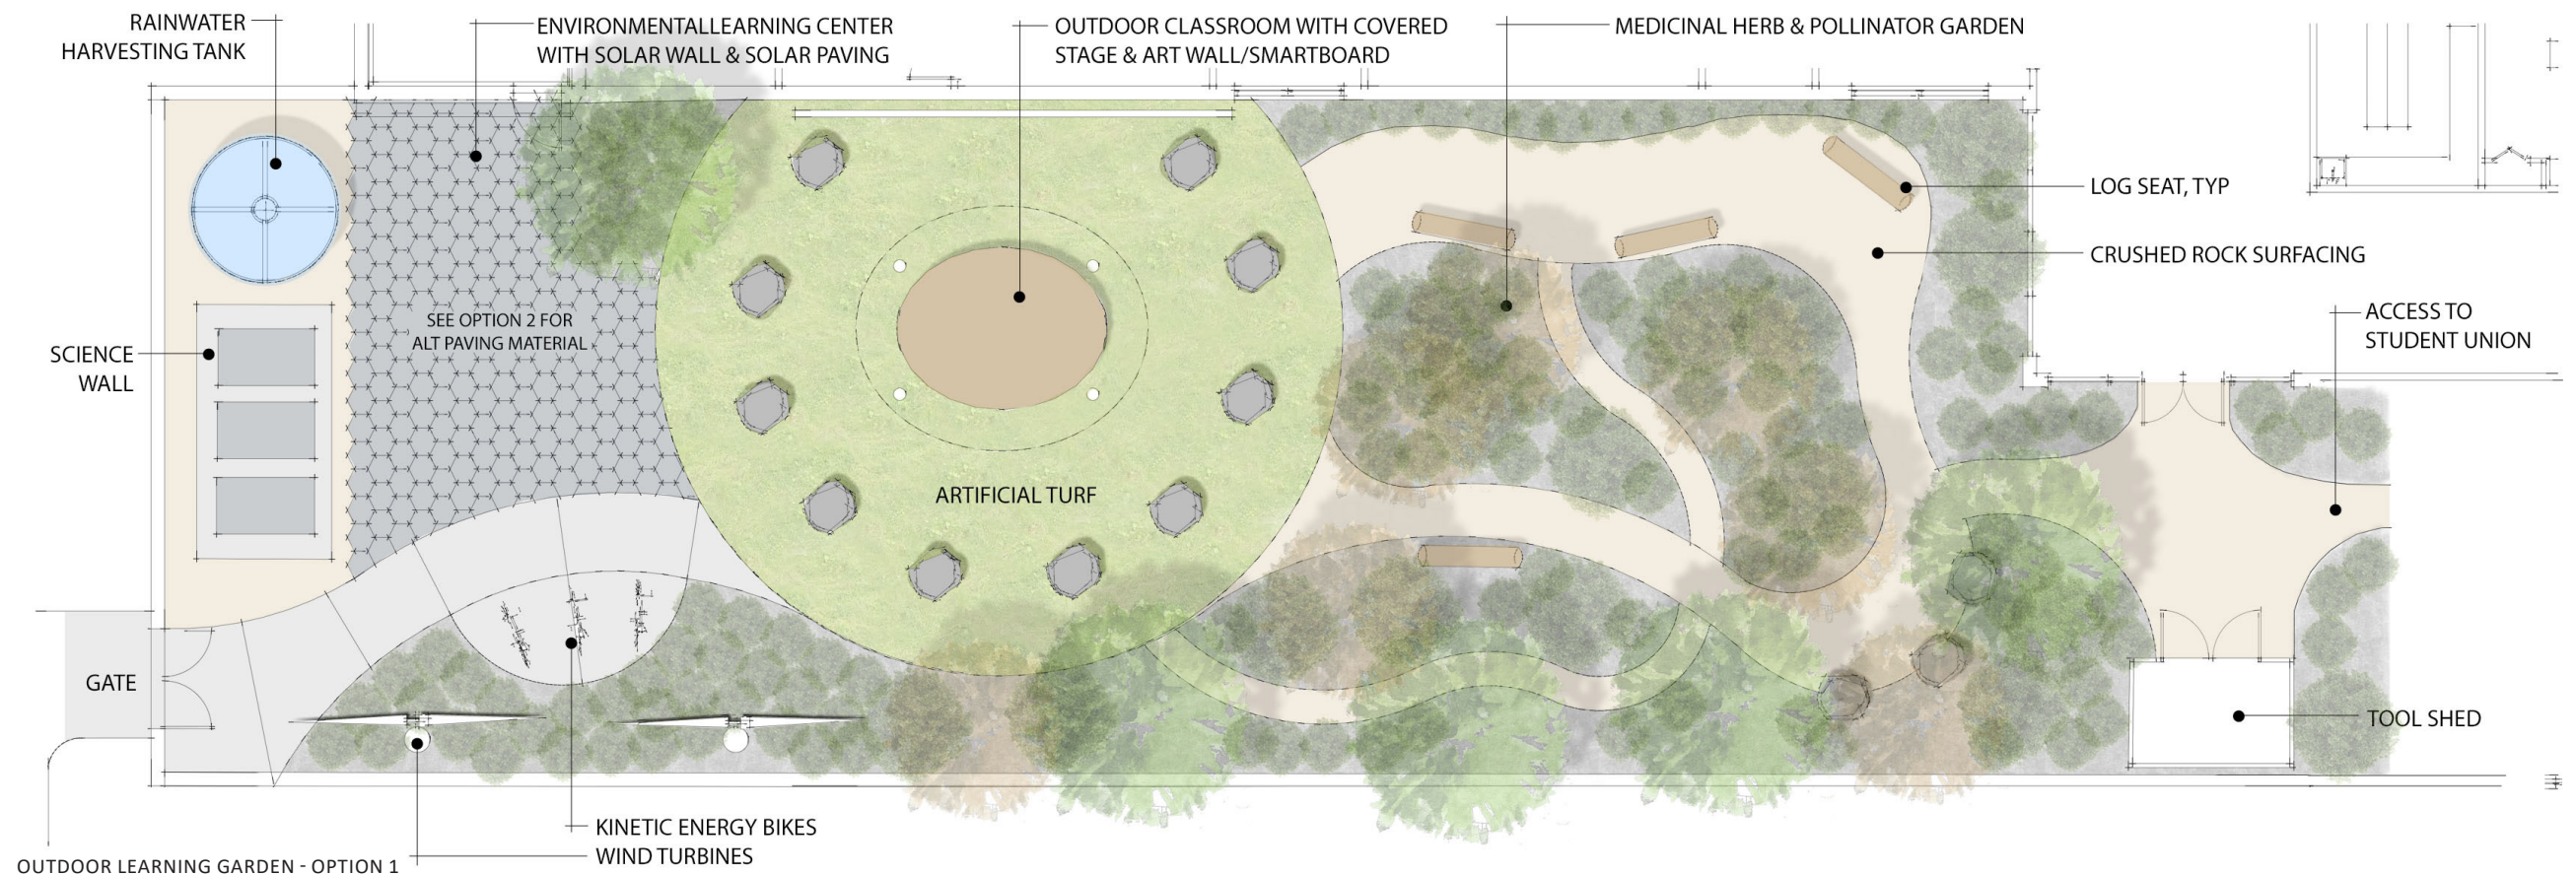 RAINWATER
HARVESTING TANK
ENVIRONMENTALLEARNING CENTER
WITH SOLAR WALL & SOLAR PAVING
OUTDOOR CLASSROOM WITH COVERED
STAGE & ART WALL/SMARTBOARD
MEDICINAL HERB & POLLINATOR GARDEN
LOG SEAT, TYP
CRUSHED ROCK SURFACING
ACCESS TO
STUDENT UNION
SEE OPTION 2 FOR
ALT PAVING MATERIAL
SCIENCE
WALL
ARTIFICIAL TURF
GATE
TOOL SHED
KINETIC ENERGY BIKES
WIND TURBINES
OUTDOOR LEARNING GARDEN - OPTION 1